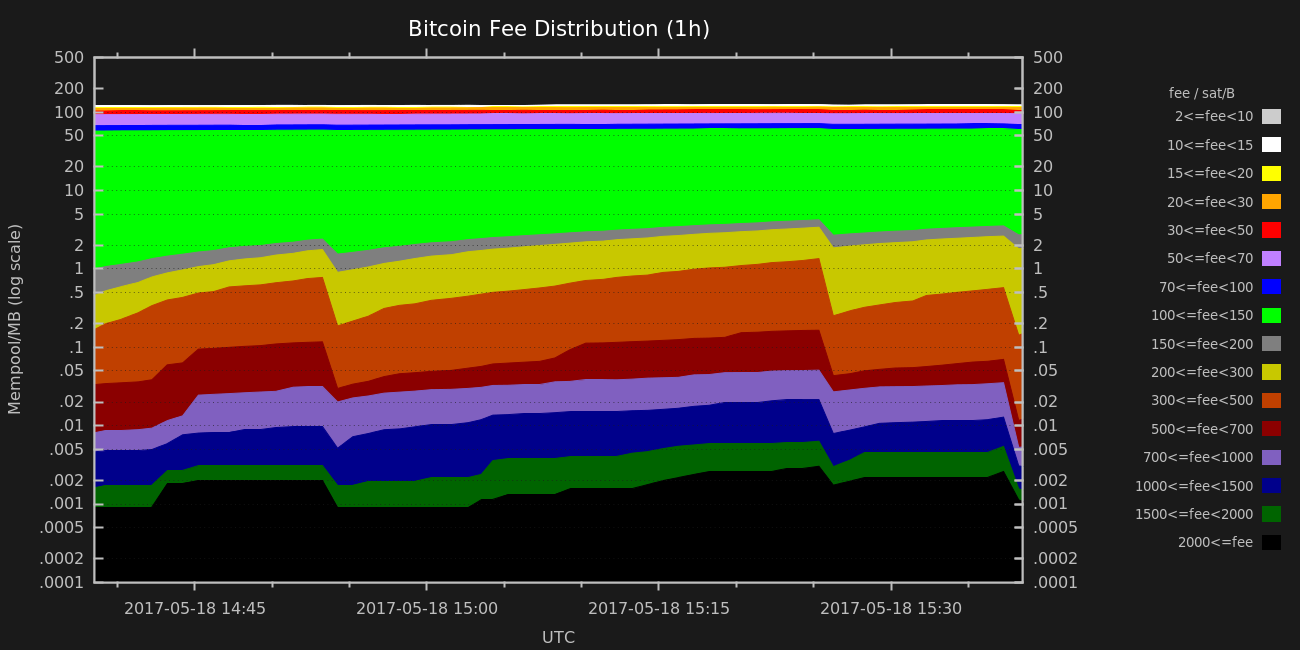 Bitcoin Fee Distribution (1h)
500
200
100
50
20
10
5
2
1
.5
.2
.1
.05
.02
.01
.005
.002
.001
.0005
.0002
.0001
Mempool/MB (log scale)
500
200
100
50
20
10
5
2
1
.5
.2
.1
.05
.02
.01
.005
.002
.001
.0005
.0002
.0001
2017-05-18 14:45
2017-05-18 15:00
2017-05-18 15:15
2017-05-18 15:30
UTC
fee / sat/B
2<=fee<10
10<=fee<15
15<=fee<20
20<=fee<30
30<=fee<50
50<=fee<70
70<=fee<100
100<=fee<150
150<=fee<200
200<=fee<300
300<=fee<500
500<=fee<700
700<=fee<1000
1000<=fee<1500
1500<=fee<2000
2000<=fee